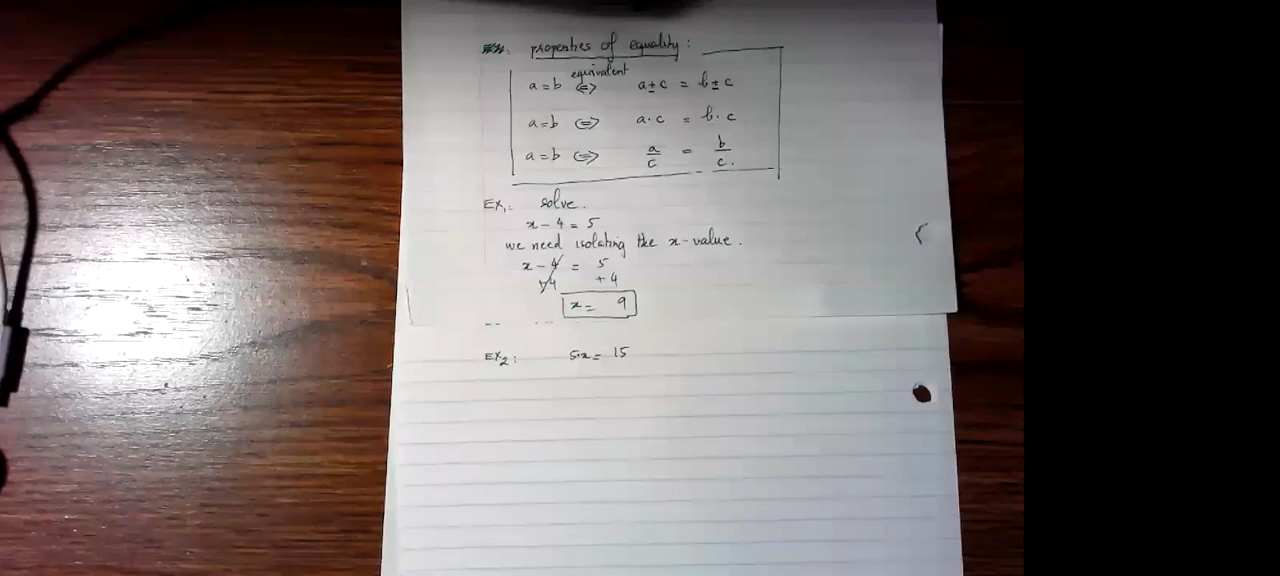 properties of equality :
equivalent
a = b ⇔ a ± c = b ± c
a = b ⇔ a · c = b · c
a = b ⇔ a/c = b/c.
EX1: solve.
x - 4 = 5
we need isolating the x-value.
x - 4 = 5
+4 +4
x = 9
EX2: 5·x = 15